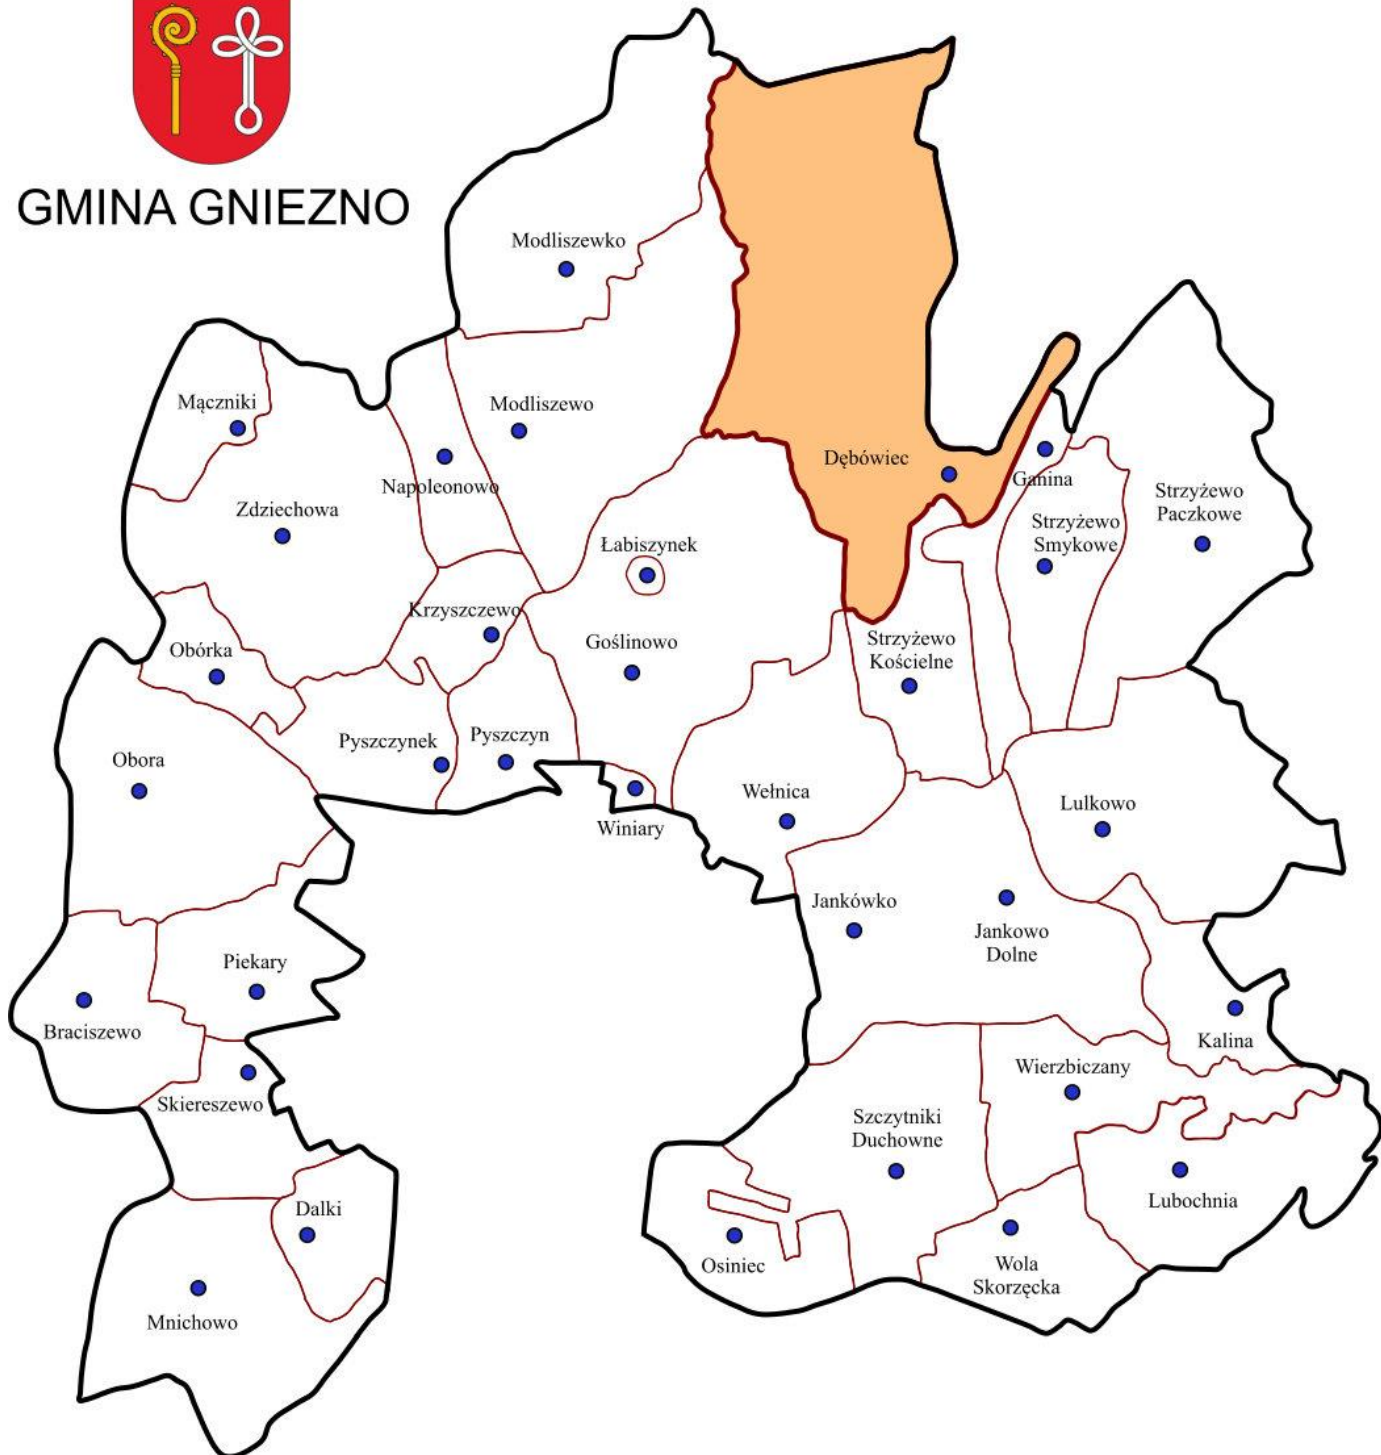 GMINA GNIEZNO
Modliszewko
Mączniki
Modliszewo
Dębówiec
Ganina
Napoleonowo
Strzyżewo
Paczkowe
Zdziechowa
Strzyżewo
Smykowe
Łabiszynek
Krzyszczewo
Obórka
Goślinowo
Strzyżewo
Kościelne
Pyszczynek
Pyszczyn
Obora
Wełnica
Lulkowo
Winiary
Jankówko
Jankowo
Dolne
Piekary
Braciszewo
Kalina
Skiereszewo
Wierzbiczany
Szczytniki
Duchowne
Lubochnia
Dalki
Osiniec
Wola
Skorzęcka
Mnichowo